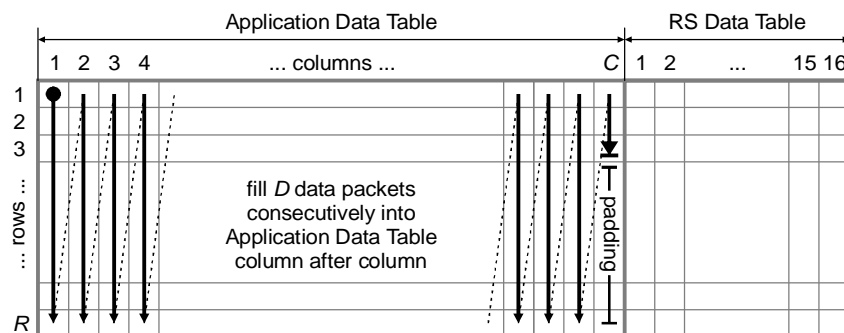 Application Data Table RS Data Table
1 2 3 4 ... columns ... C 1 2 ... 15 16
1
2
3
... rows ...
R
fill D data packets
consecutively into
Application Data Table
column after column
padding